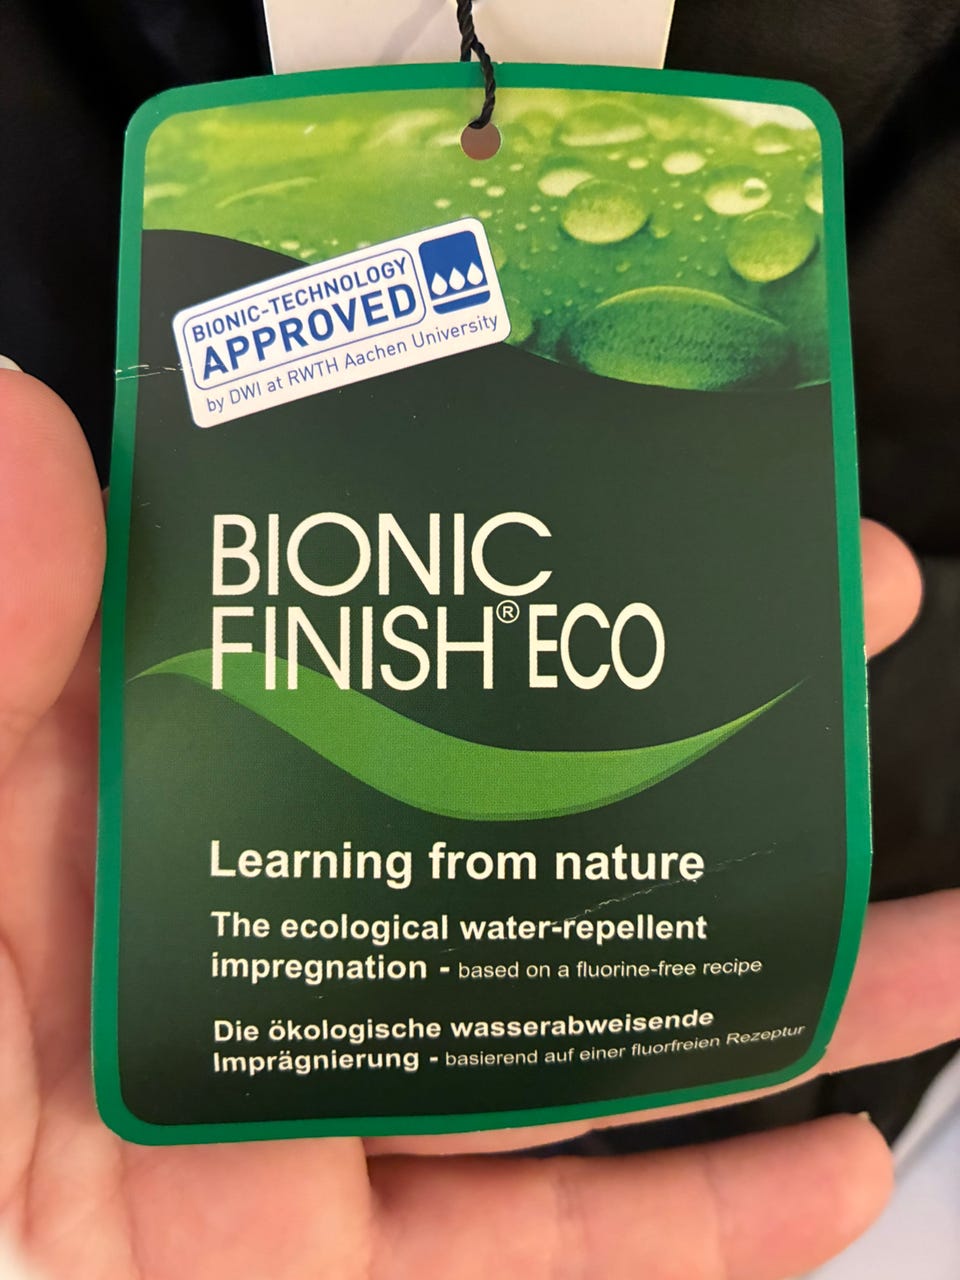 BIONIC-TECHNOLOGY
APPROVED
by DWI at RWTH Aachen University
BIONIC
FINISH® ECO
Learning from nature
The ecological water-repellent
impregnation - based on a fluorine-free recipe
Die ökologische wasserabweisende
Imprägnierung - basierend auf einer fluorfreien Rezeptur